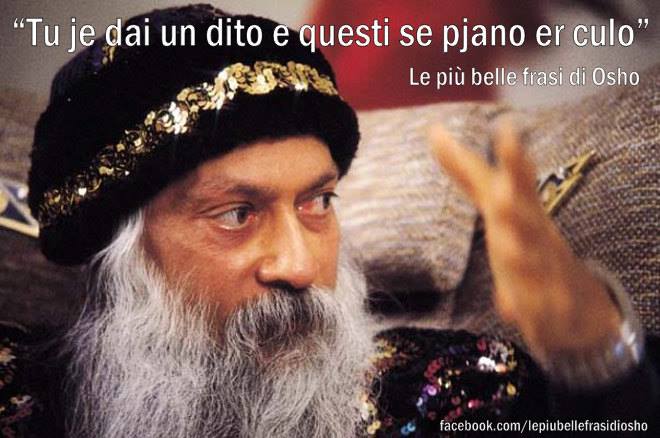 “Tu je dai un dito e questi se pjano er culo”
Le più belle frasi di Osho
facebook.com/lepiubellefrasidiosho